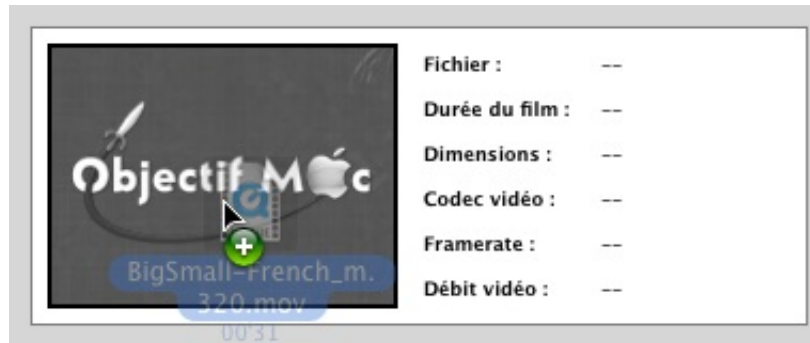 Objectif Mac
BigSmall-French_m.
320.mov
00'31
Fichier : --
Durée du film : --
Dimensions : --
Codec vidéo : --
Framerate : --
Débit vidéo : --